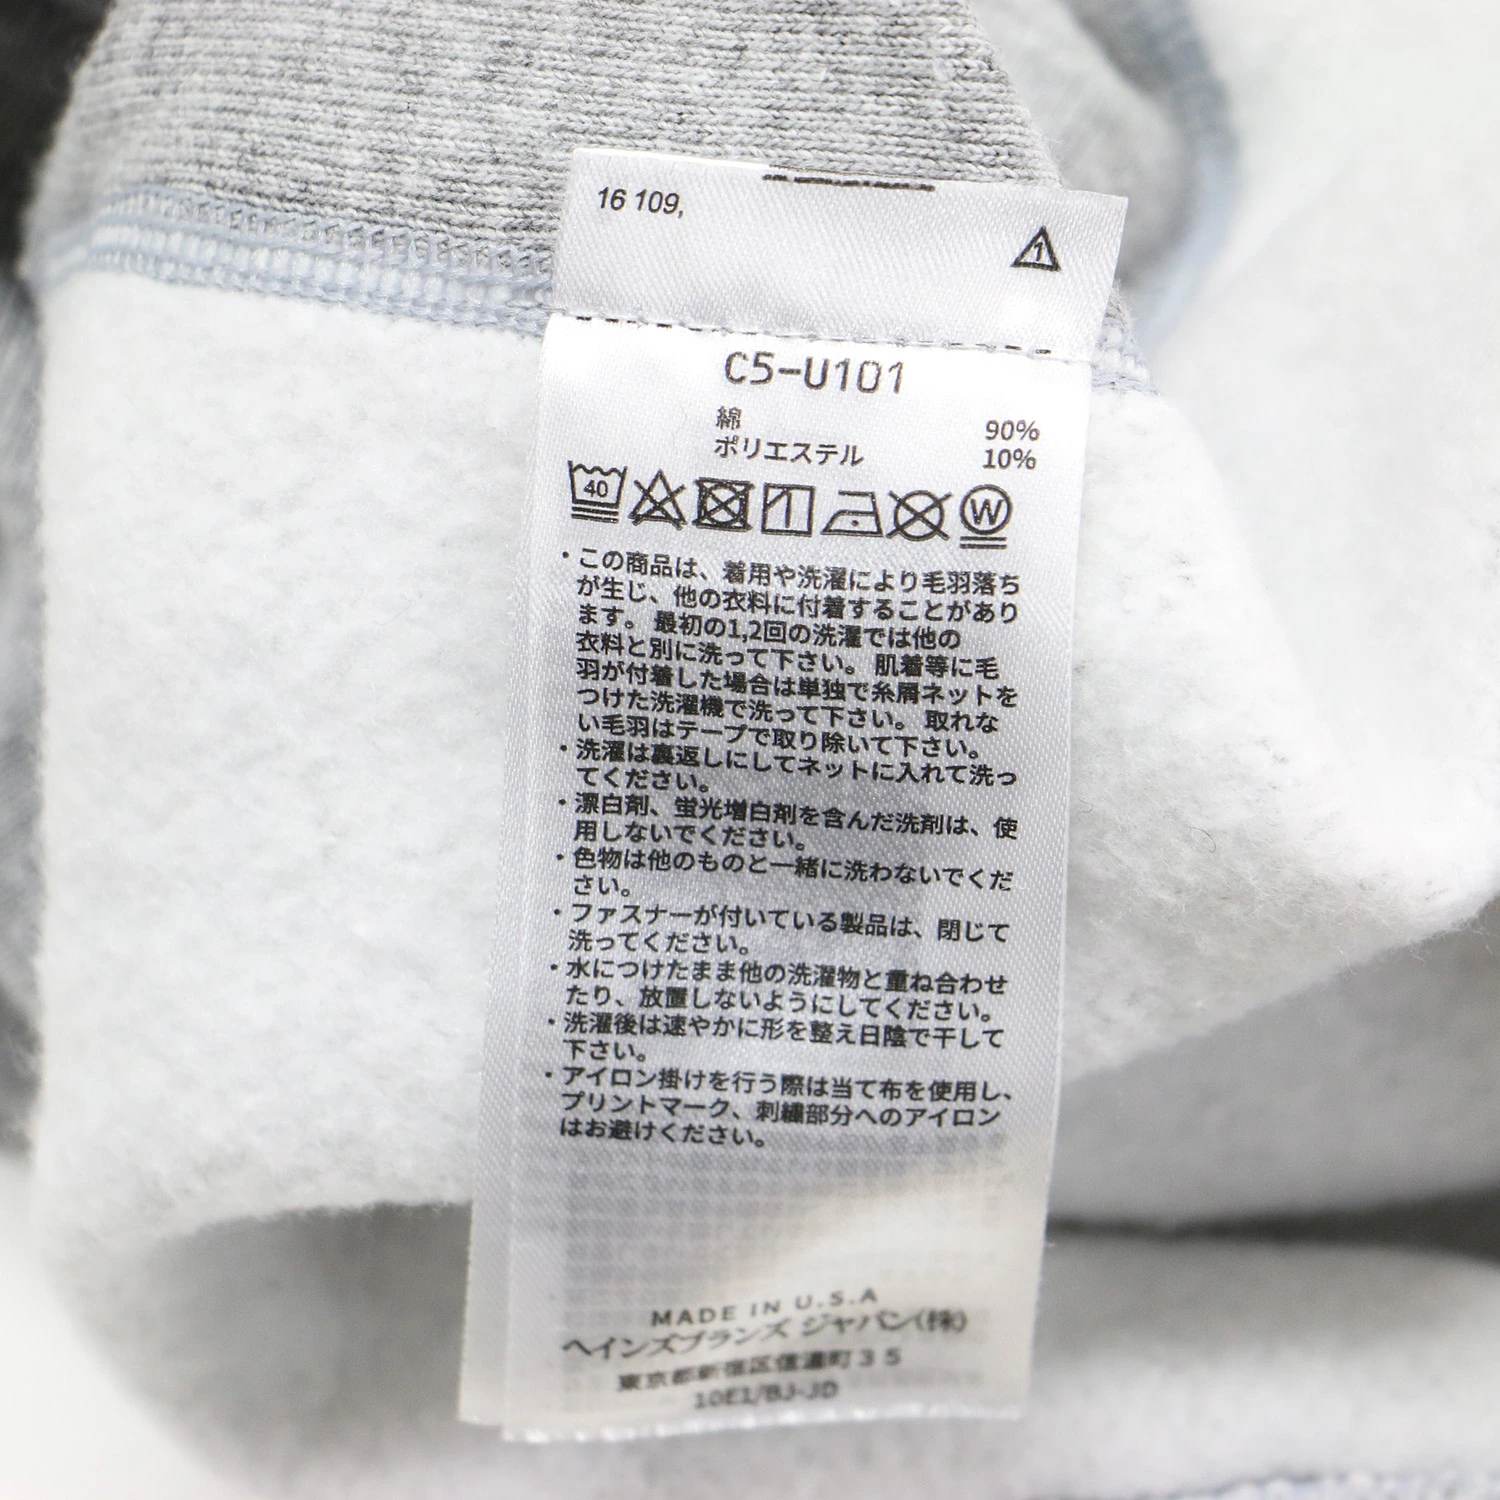 16 109,
1
C5-U101
綿 90%
ポリエステル 10%
40 W
・この商品は、着用や洗濯により毛羽落ち
が生じ、他の衣料に付着することがあり
ます。最初の1,2回の洗濯では他の
衣料と別に洗って下さい。肌着等に毛
羽が付着した場合は単独で糸屑ネットを
つけた洗濯機で洗って下さい。取れな
い毛羽はテープで取り除いて下さい。
・洗濯は裏返しにしてネットに入れて洗っ
てください。
・漂白剤、蛍光増白剤を含んだ洗剤は、使
用しないでください。
・色物は他のものと一緒に洗わないでくだ
さい。
・ファスナーが付いている製品は、閉じて
洗ってください。
・水につけたまま他の洗濯物と重ね合わせ
たり、放置しないようにしてください。
・洗濯後は速やかに形を整え日陰で干して
下さい。
・アイロン掛けを行う際は当て布を使用し、
プリントマーク、刺繍部分へのアイロン
はお避けください。
MADE IN U.S.A
ヘインズブランズ ジャパン(株)
東京都新宿区信濃町35
10E1/BJ-JD